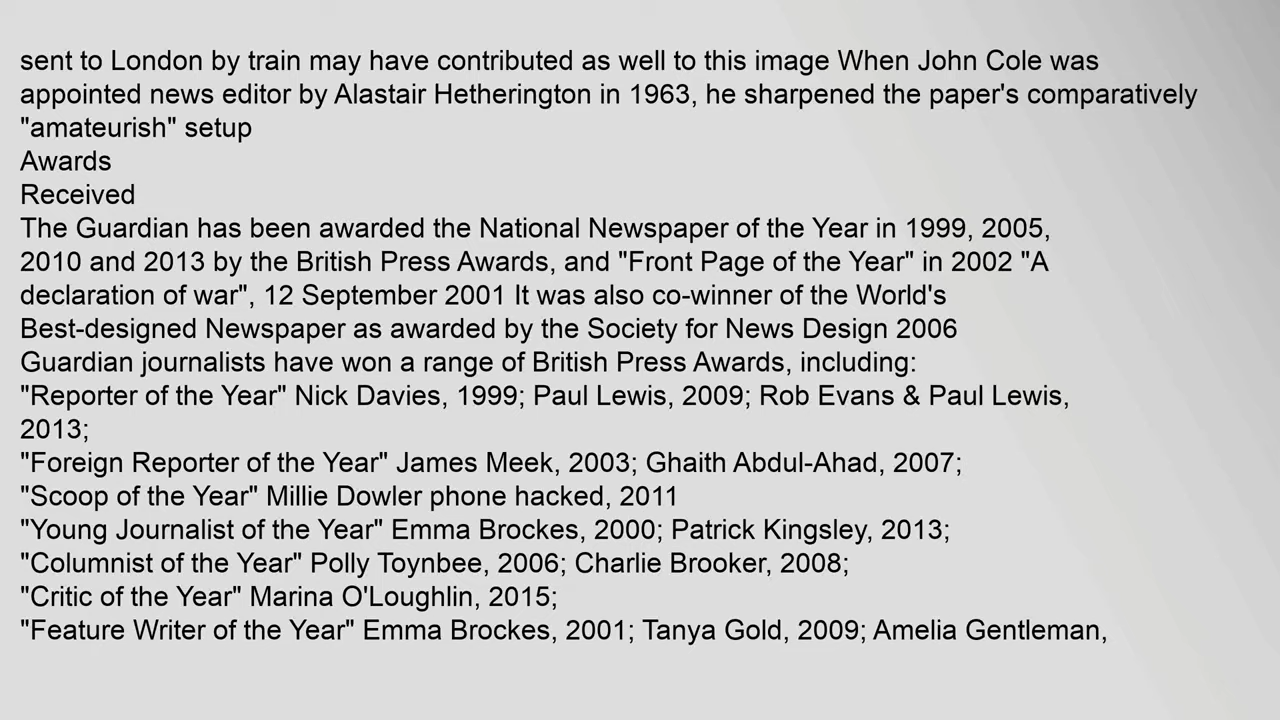 sent to London by train may have contributed as well to this image When John Cole was
appointed news editor by Alastair Hetherington in 1963, he sharpened the paper's comparatively
"amateurish" setup
Awards
Received
The Guardian has been awarded the National Newspaper of the Year in 1999, 2005,
2010 and 2013 by the British Press Awards, and "Front Page of the Year" in 2002 "A
declaration of war", 12 September 2001 It was also co-winner of the World's
Best-designed Newspaper as awarded by the Society for News Design 2006
Guardian journalists have won a range of British Press Awards, including:
"Reporter of the Year" Nick Davies, 1999; Paul Lewis, 2009; Rob Evans & Paul Lewis,
2013;
"Foreign Reporter of the Year" James Meek, 2003; Ghaith Abdul-Ahad, 2007;
"Scoop of the Year" Millie Dowler phone hacked, 2011
"Young Journalist of the Year" Emma Brockes, 2000; Patrick Kingsley, 2013;
"Columnist of the Year" Polly Toynbee, 2006; Charlie Brooker, 2008;
"Critic of the Year" Marina O'Loughlin, 2015;
"Feature Writer of the Year" Emma Brockes, 2001; Tanya Gold, 2009; Amelia Gentleman,